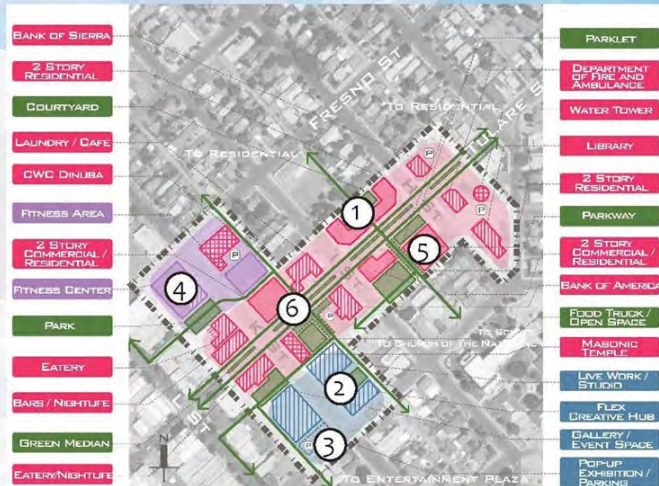 BANK OF SIERRA
2 STORY
RESIDENTIAL
COURTYARD
LAUNDRY / CAFE
CWC DINUBA
FITNESS AREA
2 STORY
COMMERCIAL /
RESIDENTIAL
FITNESS CENTER
PARK
EATERY
BARS / NIGHTLIFE
GREEN MEDIAN
EATERY/NIGHTLIFE
FRESNO ST
TO RESIDENTIAL
TULARE ST
TO RESIDENTIAL
P
P
P
P
1
5
4
6
2
3
L ST
TO CHURCH OF THE NAZARENE
TO ENTERTAINMENT PLAZA
N
PARKLET
DEPARTMENT
OF FIRE AND
AMBULANCE
WATER TOWER
LIBRARY
2 STORY
RESIDENTIAL
PARKWAY
2 STORY
COMMERCIAL /
RESIDENTIAL
BANK OF AMERICA
FOOD TRUCK /
OPEN SPACE
MASONIC
TEMPLE
LIVE WORK /
STUDIO
FLEX
CREATIVE HUB
GALLERY /
EVENT SPACE
POP-UP
EXHIBITION /
PARKING